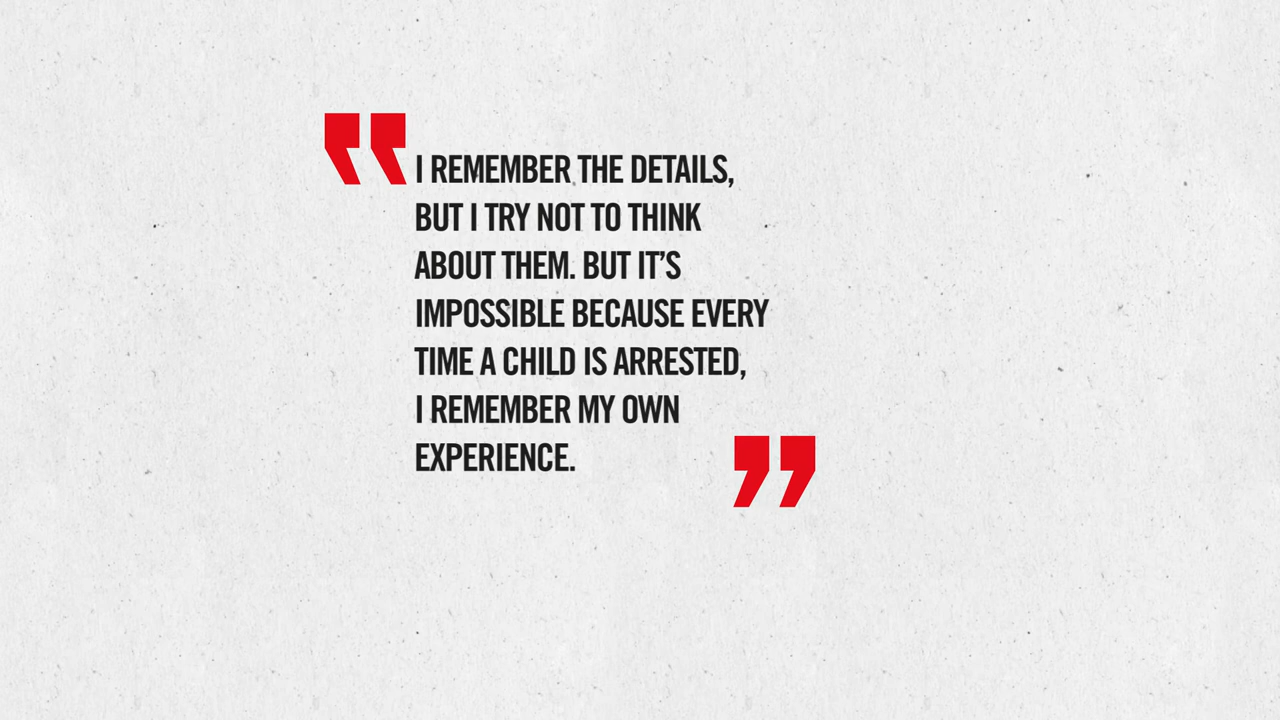 “I REMEMBER THE DETAILS,
BUT I TRY NOT TO THINK
ABOUT THEM. BUT IT’S
IMPOSSIBLE BECAUSE EVERY
TIME A CHILD IS ARRESTED,
I REMEMBER MY OWN
EXPERIENCE.”